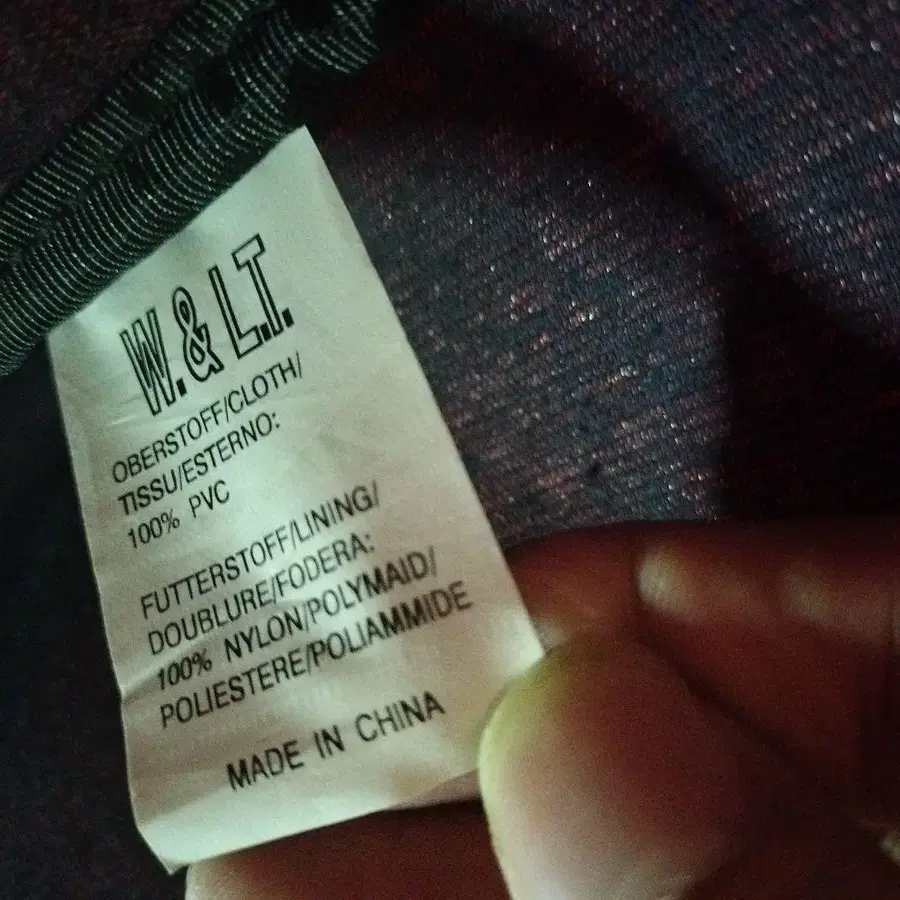 W.& L.T.
OBERSTOFF/CLOTH/
TISSU/ESTERNO:
100% PVC
FUTTERSTOFF/LINING/
DOUBLURE/FODERA:
100% NYLON/POLYMAID/
POLIESTERE/POLIAMMIDE
MADE IN CHINA